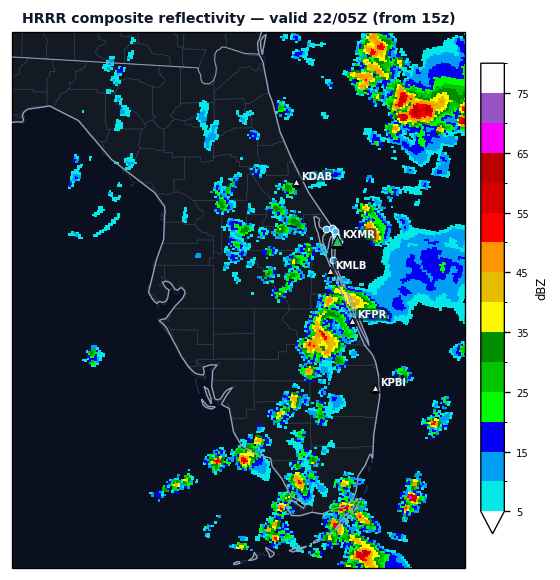 HRRR composite reflectivity — valid 22/05Z (from 15z)
KDAB
KXMR
KMLB
KFPR
KPBI
75
65
55
45
35
25
15
5
dBZ